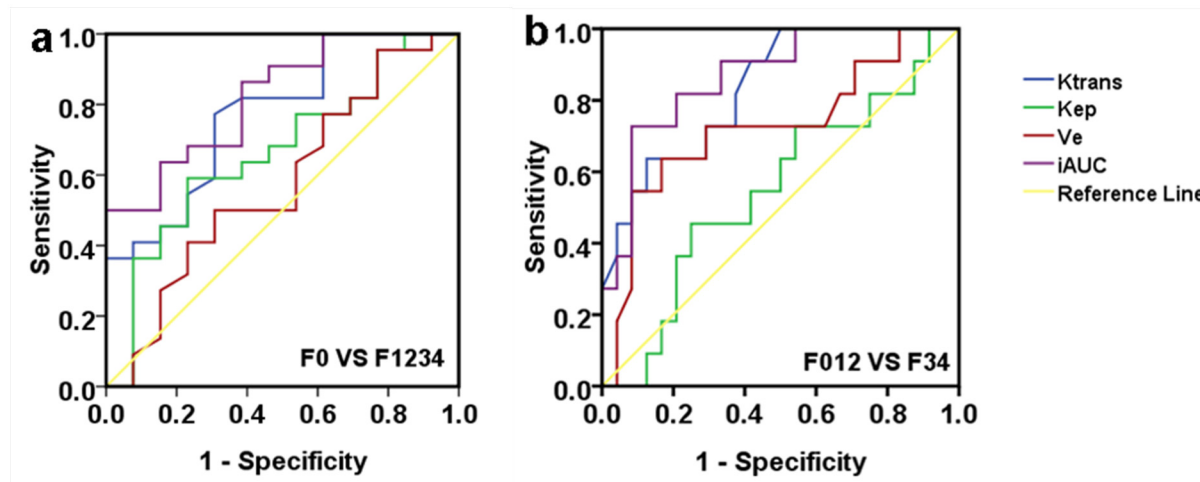 a
1.0
0.8
0.6
0.4
0.2
0.0
Sensitivity
F0 VS F1234
0.0 0.2 0.4 0.6 0.8 1.0
1 - Specificity
b
1.0
0.8
0.6
0.4
0.2
0.0
Sensitivity
F012 VS F34
0.0 0.2 0.4 0.6 0.8 1.0
1 - Specificity
Ktrans
Kep
Ve
iAUC
Reference Line